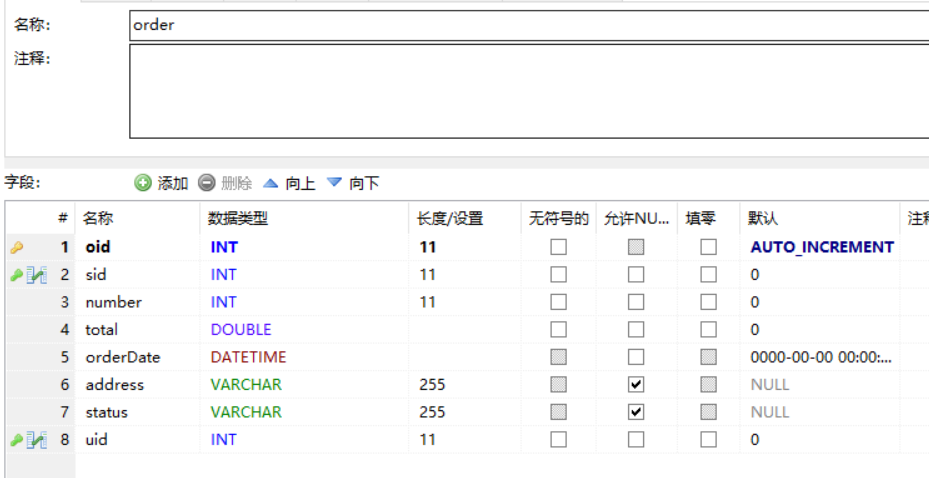 名称: order
注释:
字段: 添加 删除 向上 向下
# 名称 数据类型 长度/设置 无符号的 允许NU... 填零 默认
1 oid INT 11 AUTO_INCREMENT
2 sid INT 11 0
3 number INT 11 0
4 total DOUBLE 0
5 orderDate DATETIME 0000-00-00 00:00:...
6 address VARCHAR 255 NULL
7 status VARCHAR 255 NULL
8 uid INT 11 0